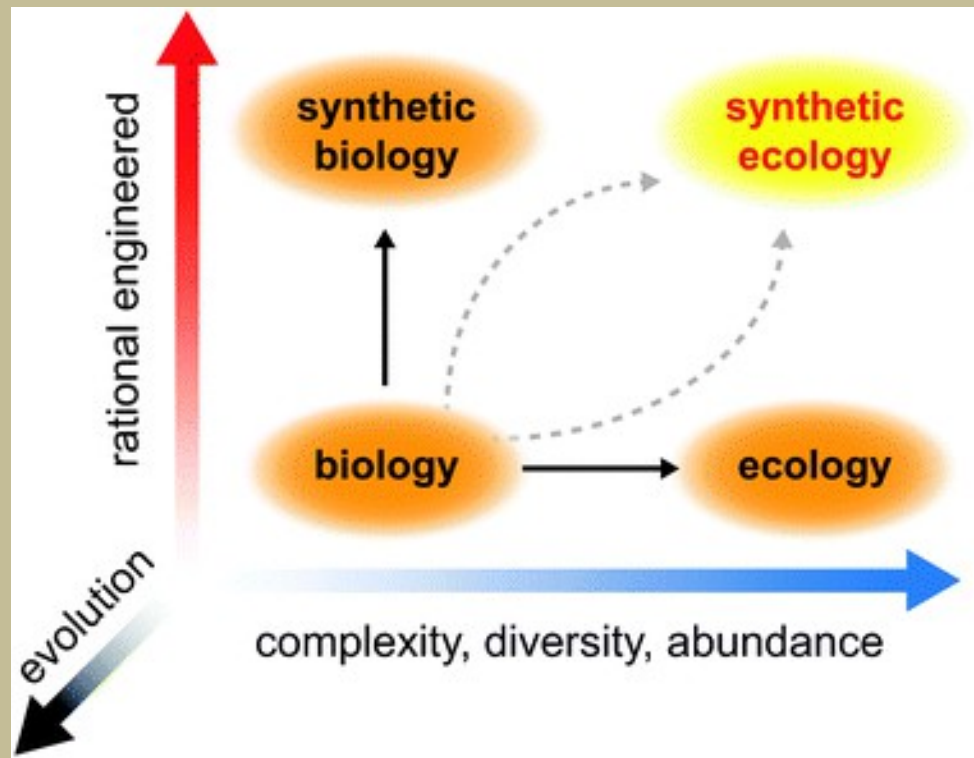 synthetic
biology
synthetic
ecology
rational engineered
biology
ecology
evolution
complexity, diversity, abundance